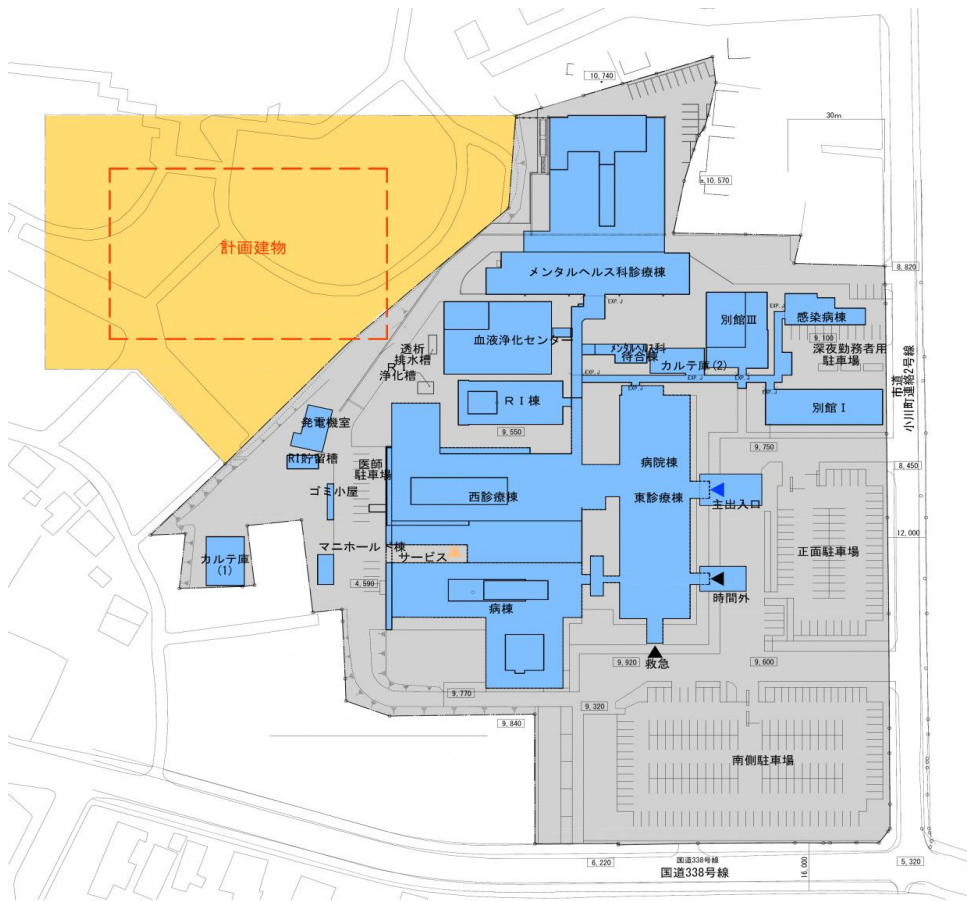 10,740
30m
10,570
計画建物
8,820
メンタルヘルス科診療棟
EXP.J
EXP.J
別館Ⅲ
感染病棟
血液浄化センター
9,100
メンタルヘルス科
待合棟
深夜勤務者用
駐車場
透析
排水槽
カルテ庫(2)
RI
浄化槽
EXP.J
EXP.J
市道
小川町連絡2号線
RI棟
別館Ⅰ
発電機室
9,550
9,750
RI貯留槽
医師
駐車場
病院棟
8,450
ゴミ小屋
西診療棟
東診療棟
主出入口
12,000
マニホールド棟
サービス
正面駐車場
カルテ庫
(1)
4,590
病棟
時間外
救急
9,920
9,600
9,770
9,320
9,840
南側駐車場
6,220
国道338号線
国道338号線
16,000
5,320